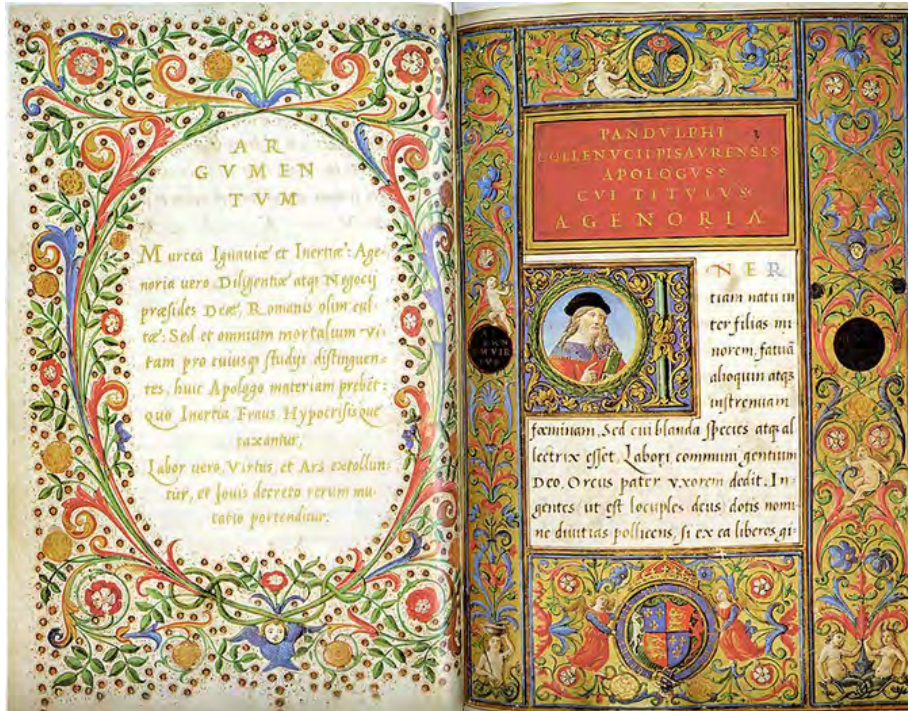 AR
GVMEN
TVM
Murcea Ignauiæ et Inertiæ: Age-
noria uero Diligentiæ atq; Negocij
præsides Deæ, Romanis olim cul-
tæ: Sed et omnium mortalium vi-
tam pro cuiusq; studijs distinguen-
tes, huic Apologo materiam prebēt:
quo Inertia Fraus Hypocrisisque
taxantur,
Labor uero, Virtus et Ars extollun-
tur, et Jouis decreto rerum mu-
tatio portenditur.
PANDVLPHI
COLLENVCII PISAVRENSIS
APOLOGVSS
CVI TITVLVS
AGENORIA
I
NER
tiam natu in
ter filias mi
norem, fatuā
alioquin atq;
instrenuam
fœminam, Sed cui blanda species atq; al
lectrix esset, Labori communi gentium
Deo, Orcus pater vxorem dedit. In-
gentes ut est locuples deus dotis nomi-
ne diuitias pollicens, si ex ea liberos gi-